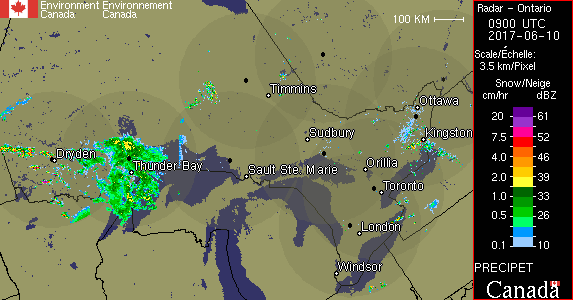 Environment Environnement
Canada Canada
100 KM
Radar - Ontario
0900 UTC
2017-06-10
Scale/Échelle:
3.5 km/Pixel
Snow/Neige
cm/hr dBZ
20 61
7.5 57
5.0 52
4.0 46
2.0 39
1.0 33
0.5 26
0.1 10
PRECIPET
Canada
Timmins
Ottawa
Sudbury
Kingston
Dryden
Thunder Bay
Sault Ste. Marie
Orillia
Toronto
London
Windsor